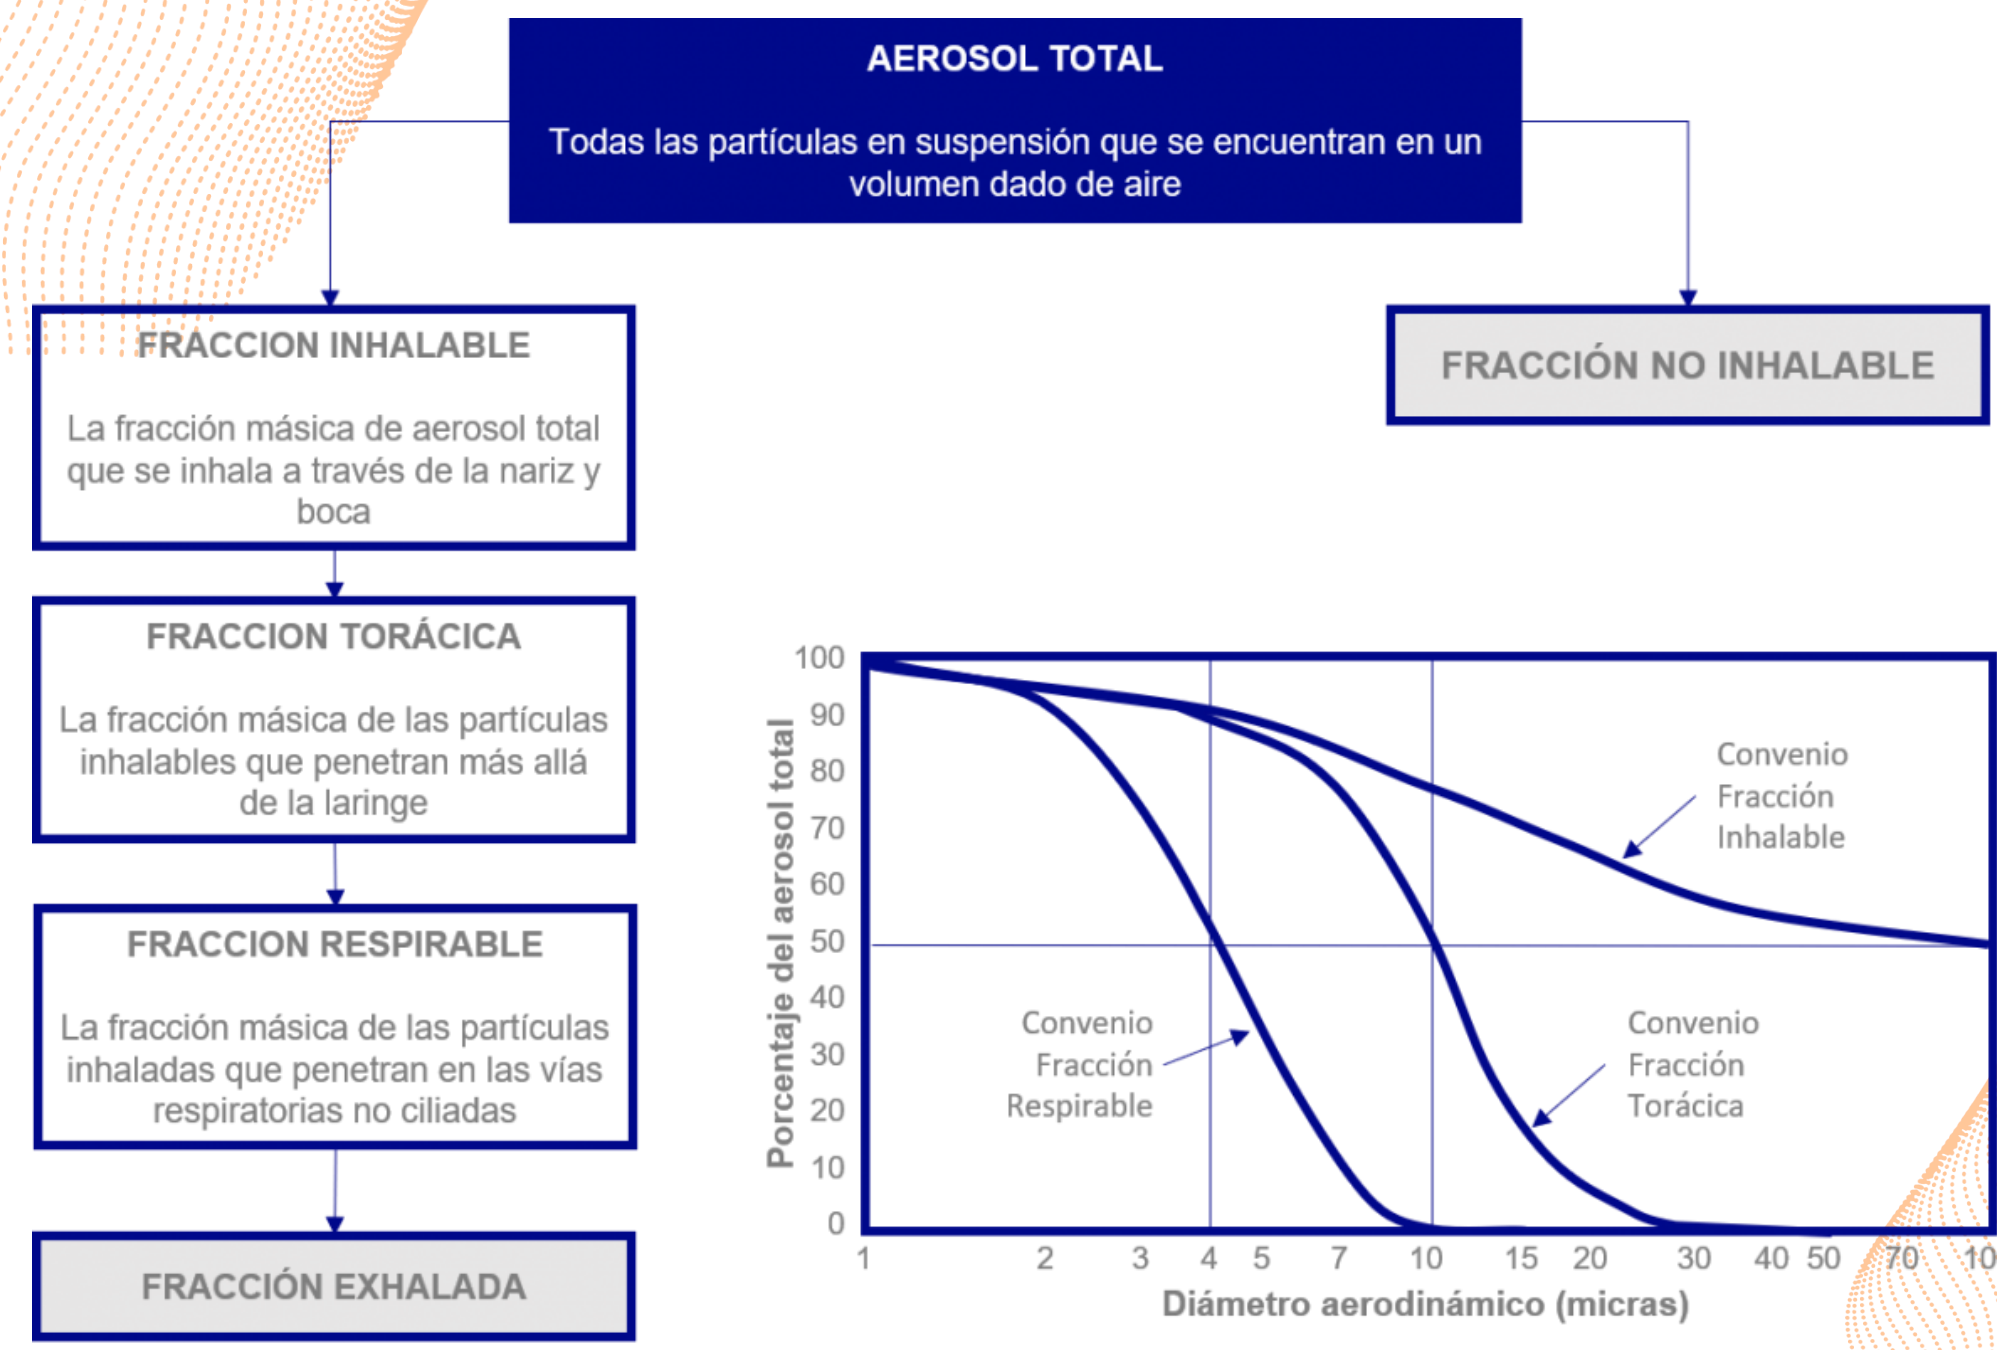 AEROSOL TOTAL
Todas las partículas en suspensión que se encuentran en un
volumen dado de aire
FRACCION INHALABLE
La fracción másica de aerosol total
que se inhala a través de la nariz y
boca
FRACCIÓN NO INHALABLE
FRACCION TORÁCICA
La fracción másica de las partículas
inhalables que penetran más allá
de la laringe
FRACCION RESPIRABLE
La fracción másica de las partículas
inhaladas que penetran en las vías
respiratorias no ciliadas
FRACCIÓN EXHALADA
Porcentaje del aerosol total
100
90
80
70
60
50
40
30
20
10
0
Convenio
Fracción
Inhalable
Convenio
Fracción
Respirable
Convenio
Fracción
Torácica
1 2 3 4 5 7 10 15 20 30 40 50 70 10
Diámetro aerodinámico (micras)